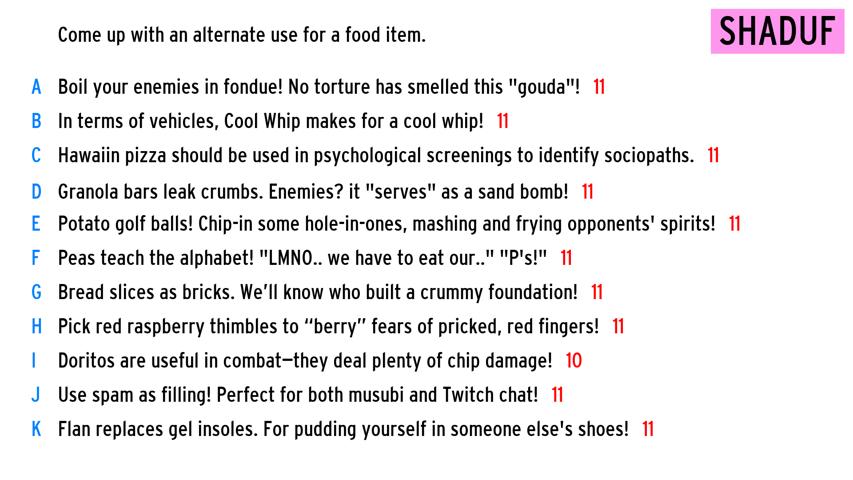 Come up with an alternate use for a food item.
SHADUF
A Boil your enemies in fondue! No torture has smelled this "gouda"! 11
B In terms of vehicles, Cool Whip makes for a cool whip! 11
C Hawaiin pizza should be used in psychological screenings to identify sociopaths. 11
D Granola bars leak crumbs. Enemies? it "serves" as a sand bomb! 11
E Potato golf balls! Chip-in some hole-in-ones, mashing and frying opponents' spirits! 11
F Peas teach the alphabet! "LMNO.. we have to eat our.." "P's!" 11
G Bread slices as bricks. We’ll know who built a crummy foundation! 11
H Pick red raspberry thimbles to “berry” fears of pricked, red fingers! 11
I Doritos are useful in combat—they deal plenty of chip damage! 10
J Use spam as filling! Perfect for both musubi and Twitch chat! 11
K Flan replaces gel insoles. For pudding yourself in someone else's shoes! 11